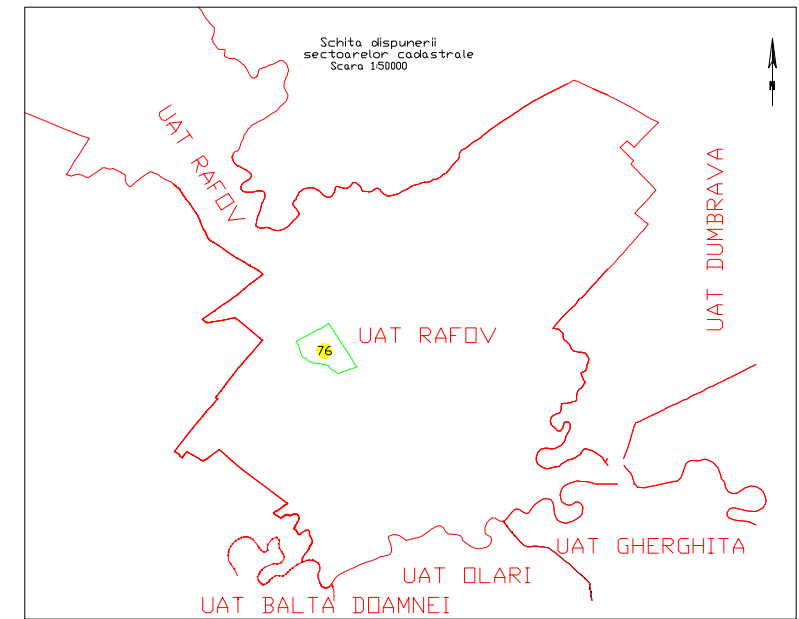 Schita dispunerii
sectoarelor cadastrale
Scara 1:50000
N
UAT RAFOV
UAT DUMBRAVA
UAT RAFOV
76
UAT GHERGHITA
UAT OLARI
UAT BALTA DOAMNEI